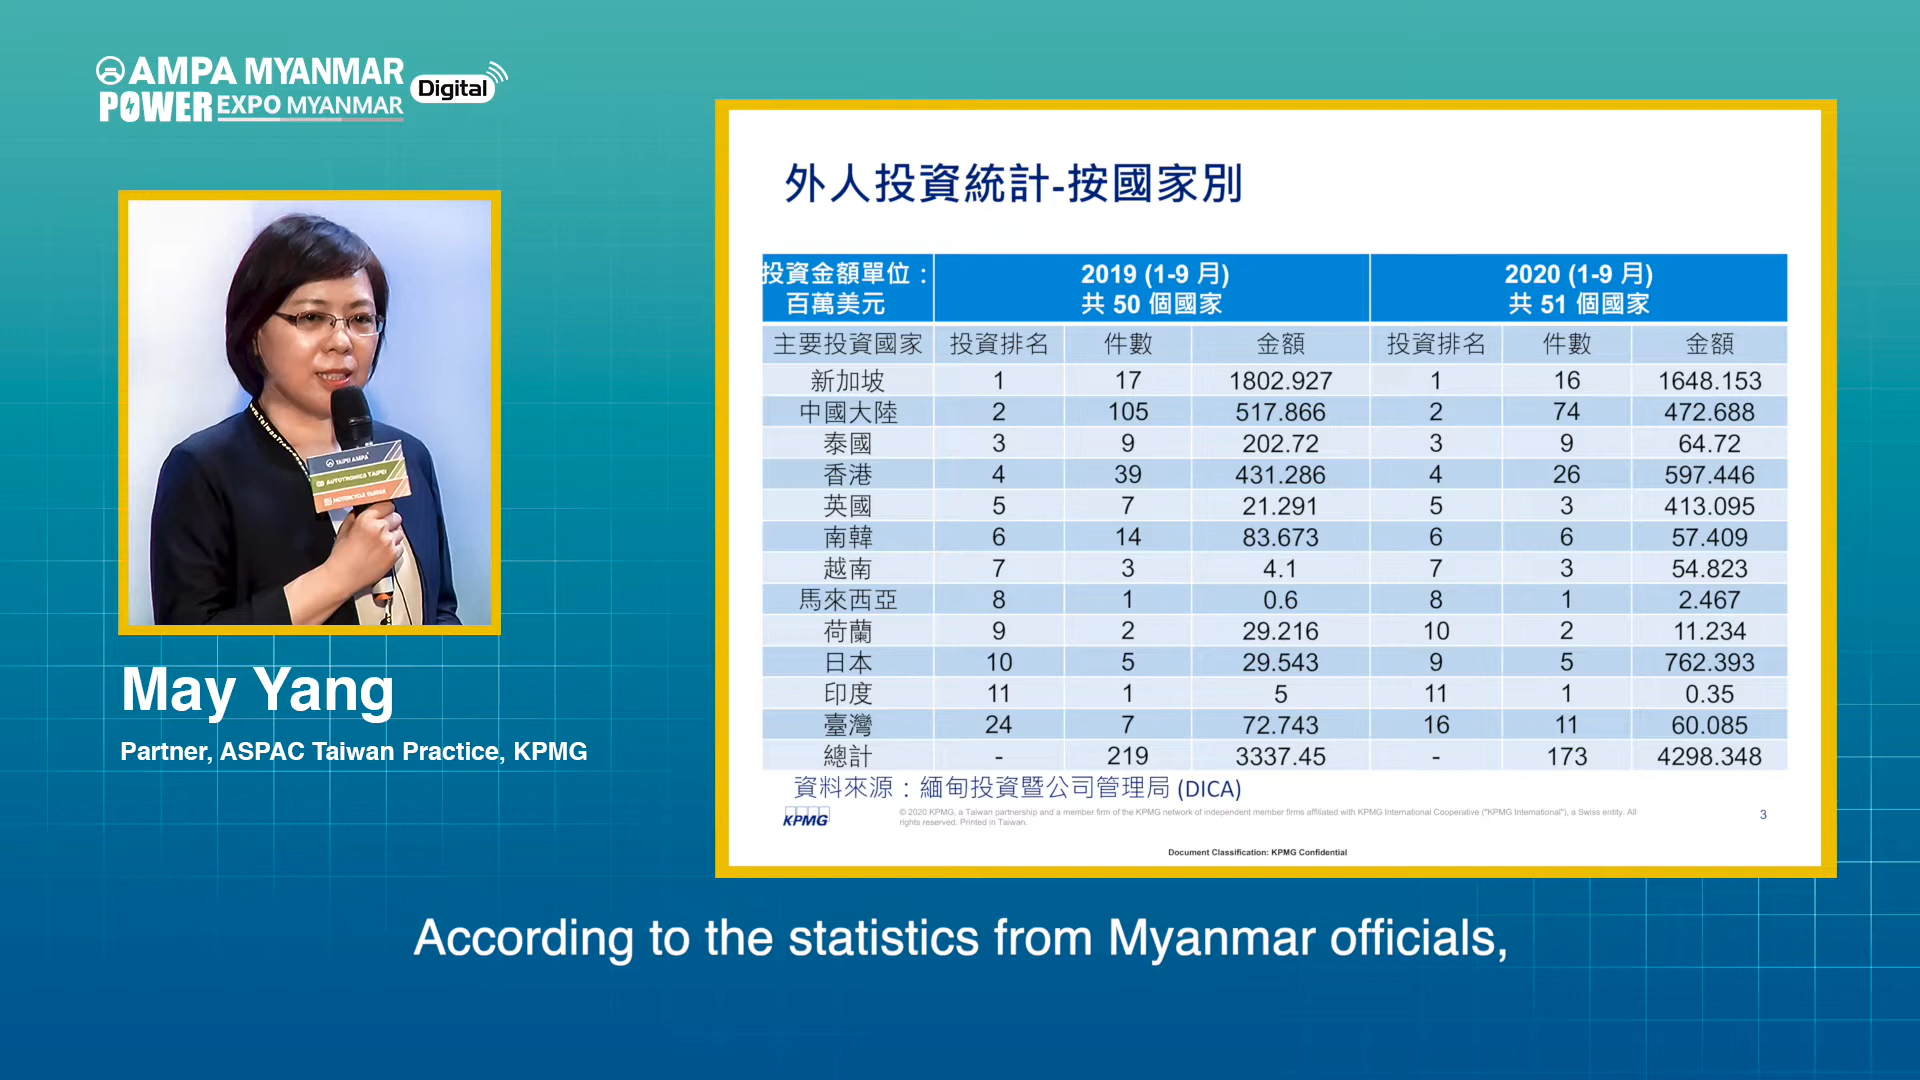 AMPA MYANMAR
POWER EXPO MYANMAR
Digital
TAIPEI AMPA
AUTOTRONICS TAIPEI
MOTORCYCLE TAIWAN
May Yang
Partner, ASPAC Taiwan Practice, KPMG
外人投資統計-按國家別
投資金額單位：百萬美元 2019 (1-9 月) 共 50 個國家 2020 (1-9 月) 共 51 個國家
主要投資國家 投資排名 件數 金額 投資排名 件數 金額
新加坡 1 17 1802.927 1 16 1648.153
中國大陸 2 105 517.866 2 74 472.688
泰國 3 9 202.72 3 9 64.72
香港 4 39 431.286 4 26 597.446
英國 5 7 21.291 5 3 413.095
南韓 6 14 83.673 6 6 57.409
越南 7 3 4.1 7 3 54.823
馬來西亞 8 1 0.6 8 1 2.467
荷蘭 9 2 29.216 10 2 11.234
日本 10 5 29.543 9 5 762.393
印度 11 1 5 11 1 0.35
臺灣 24 7 72.743 16 11 60.085
總計 - 219 3337.45 - 173 4298.348
資料來源：緬甸投資暨公司管理局 (DICA)
KPMG
© 2020 KPMG, a Taiwan partnership and a member firm of the KPMG network of independent member firms affiliated with KPMG International Cooperative ("KPMG International"), a Swiss entity. All
rights reserved. Printed in Taiwan.
3
Document Classification: KPMG Confidential
According to the statistics from Myanmar officials,